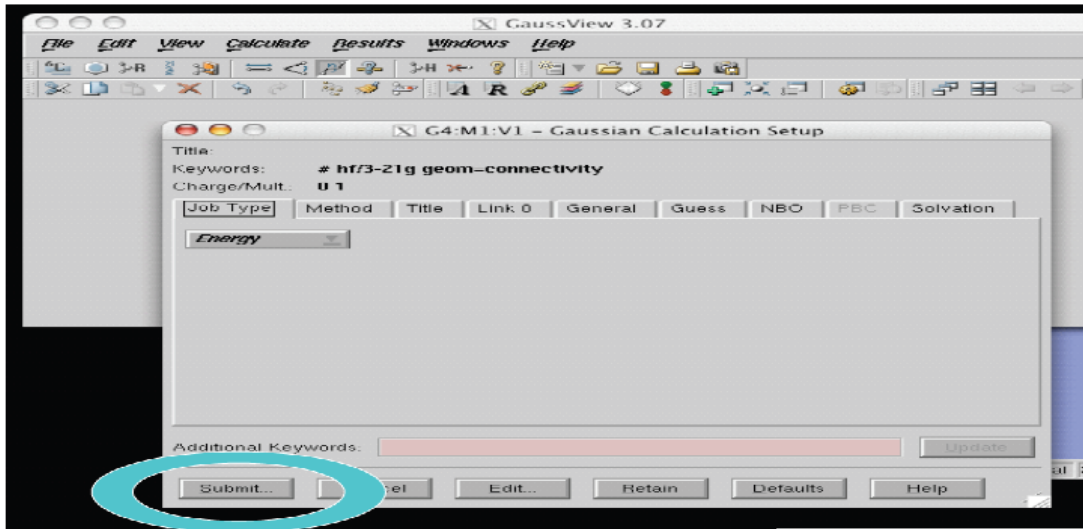 X GaussView 3.07
File Edit View Calculate Results Windows Help
X G4:M1:V1 – Gaussian Calculation Setup
Title:
Keywords: # hf/3-21g geom=connectivity
Charge/Mult.: 0 1
Job Type Method Title Link 0 General Guess NBO PBC Solvation
Energy
Additional Keywords: Update
Submit... Edit... Retain Defaults Help